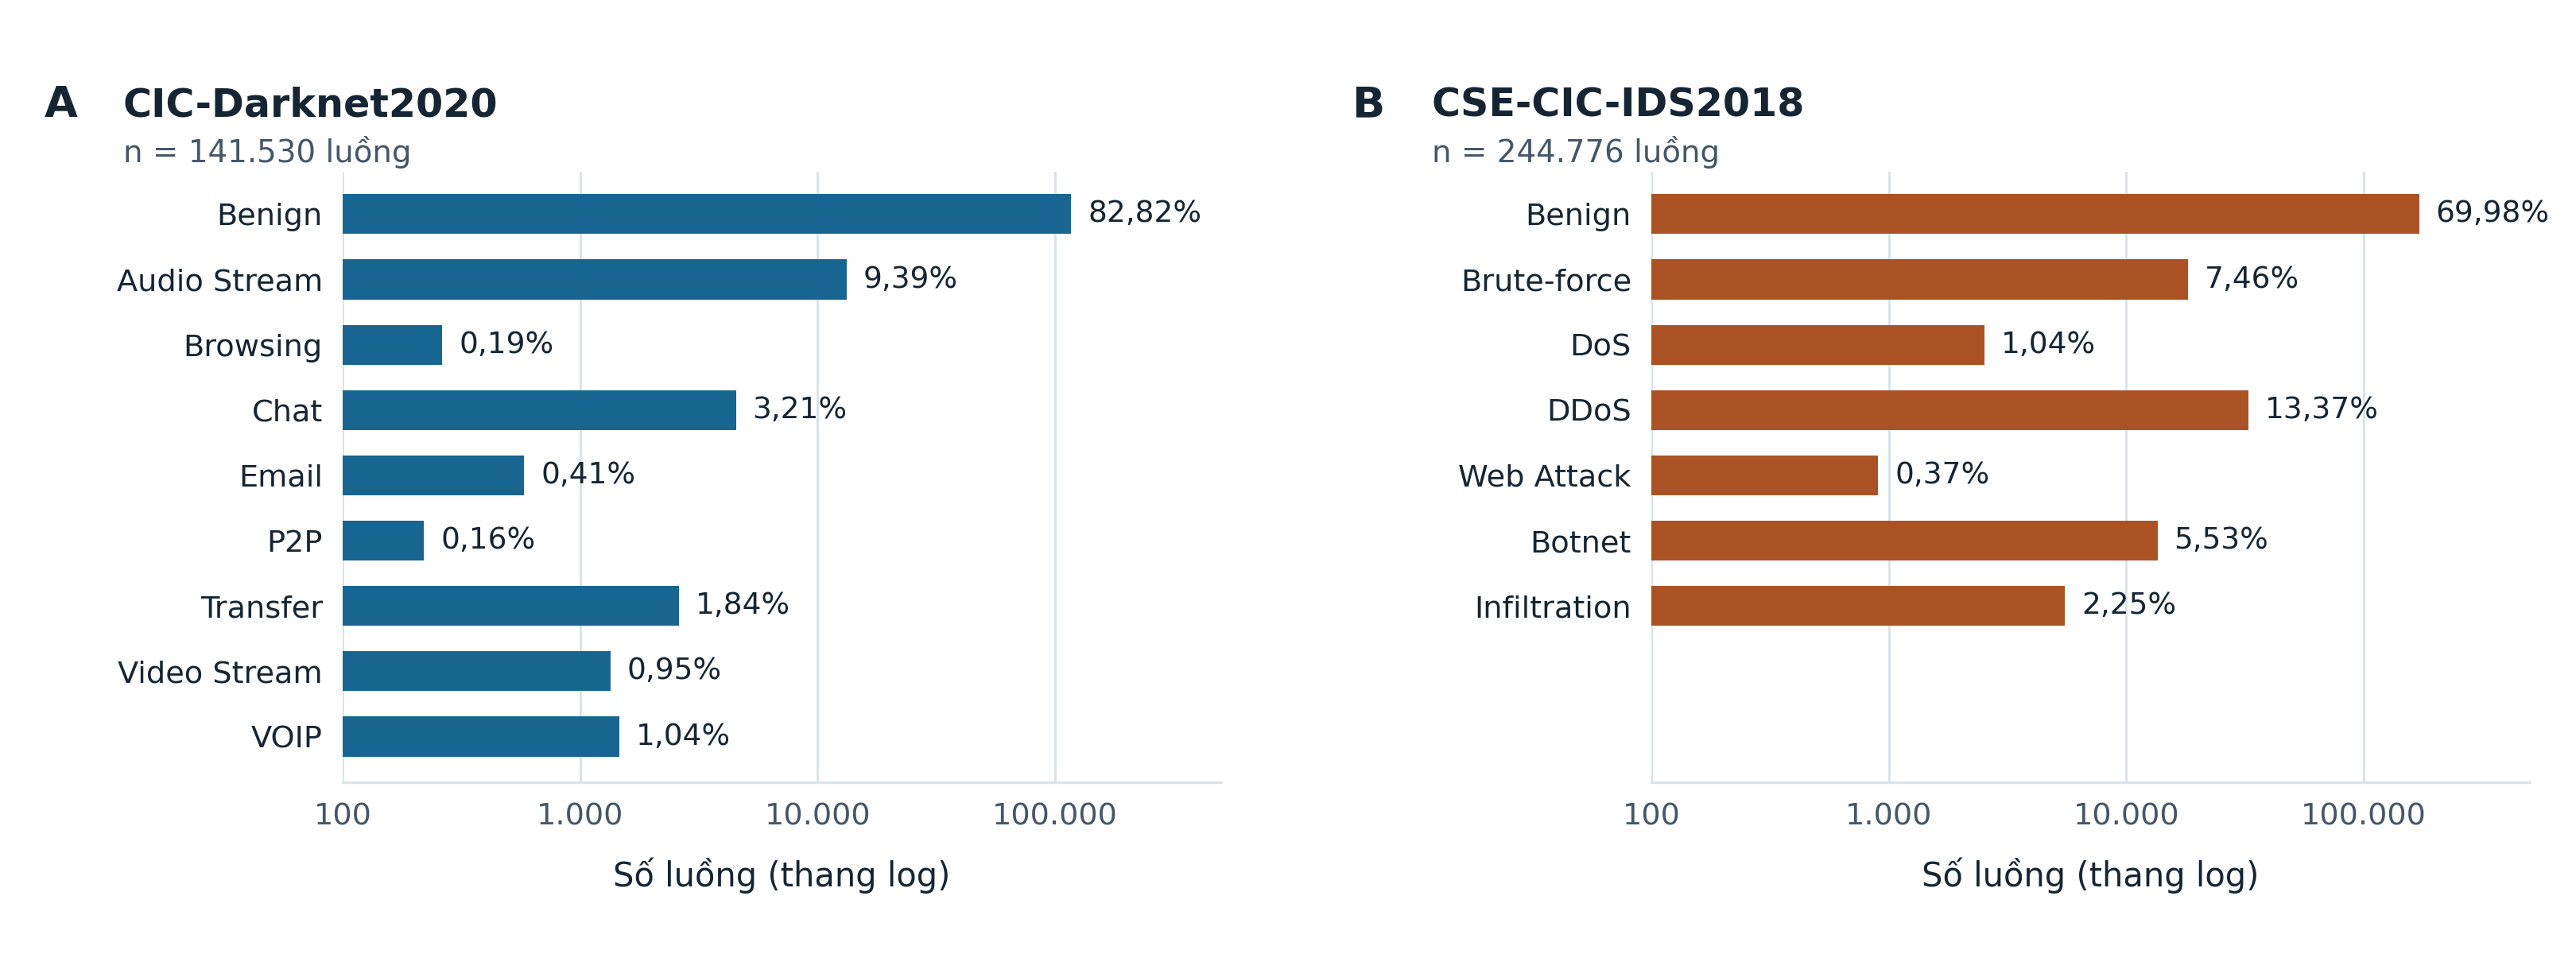 A CIC-Darknet2020
n = 141.530 luồng
Benign 82,82%
Audio Stream 9,39%
Browsing 0,19%
Chat 3,21%
Email 0,41%
P2P 0,16%
Transfer 1,84%
Video Stream 0,95%
VOIP 1,04%
100 1.000 10.000 100.000
Số luồng (thang log)
B CSE-CIC-IDS2018
n = 244.776 luồng
Benign 69,98%
Brute-force 7,46%
DoS 1,04%
DDoS 13,37%
Web Attack 0,37%
Botnet 5,53%
Infiltration 2,25%
100 1.000 10.000 100.000
Số luồng (thang log)